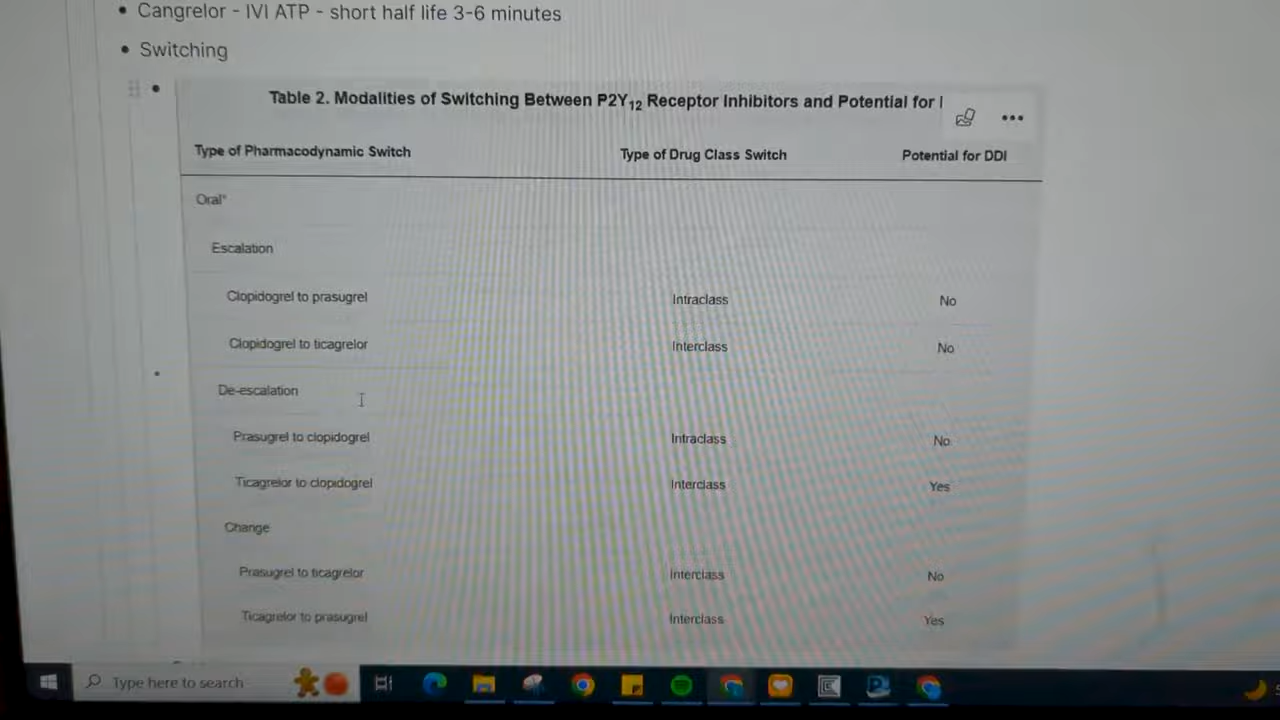 Cangrelor - IVI ATP - short half life 3-6 minutes
Switching
Table 2. Modalities of Switching Between P2Y12 Receptor Inhibitors and Potential for
Type of Pharmacodynamic Switch Type of Drug Class Switch Potential for DDI
Oral*
Escalation
Clopidogrel to prasugrel Intraclass No
Clopidogrel to ticagrelor Interclass No
De-escalation
Prasugrel to clopidogrel Intraclass No
Ticagrelor to clopidogrel Interclass Yes
Change
Prasugrel to ticagrelor Interclass No
Ticagrelor to prasugrel Interclass Yes
Type here to search